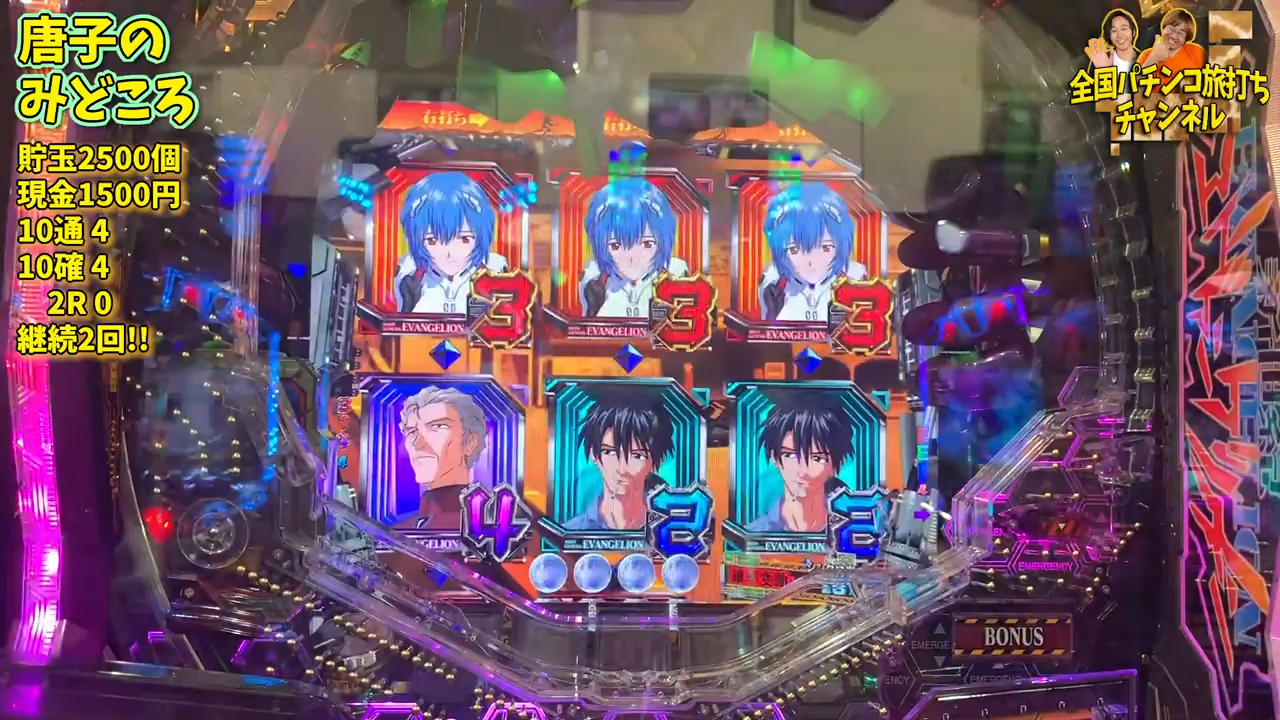 唐子の
みどころ
貯玉2500個
現金1500円
10通 4
10確 4
2R 0
継続2回!!
全国パチンコ旅打ち
チャンネル
右打ち
3
3
3
EVANGELION
EVANGELION
EVANGELION
4
2
2
EVANGELION
EVANGELION
EVANGELION
EMERGENCY
BONUS
EMERGE
ENCY
EMERGENCY